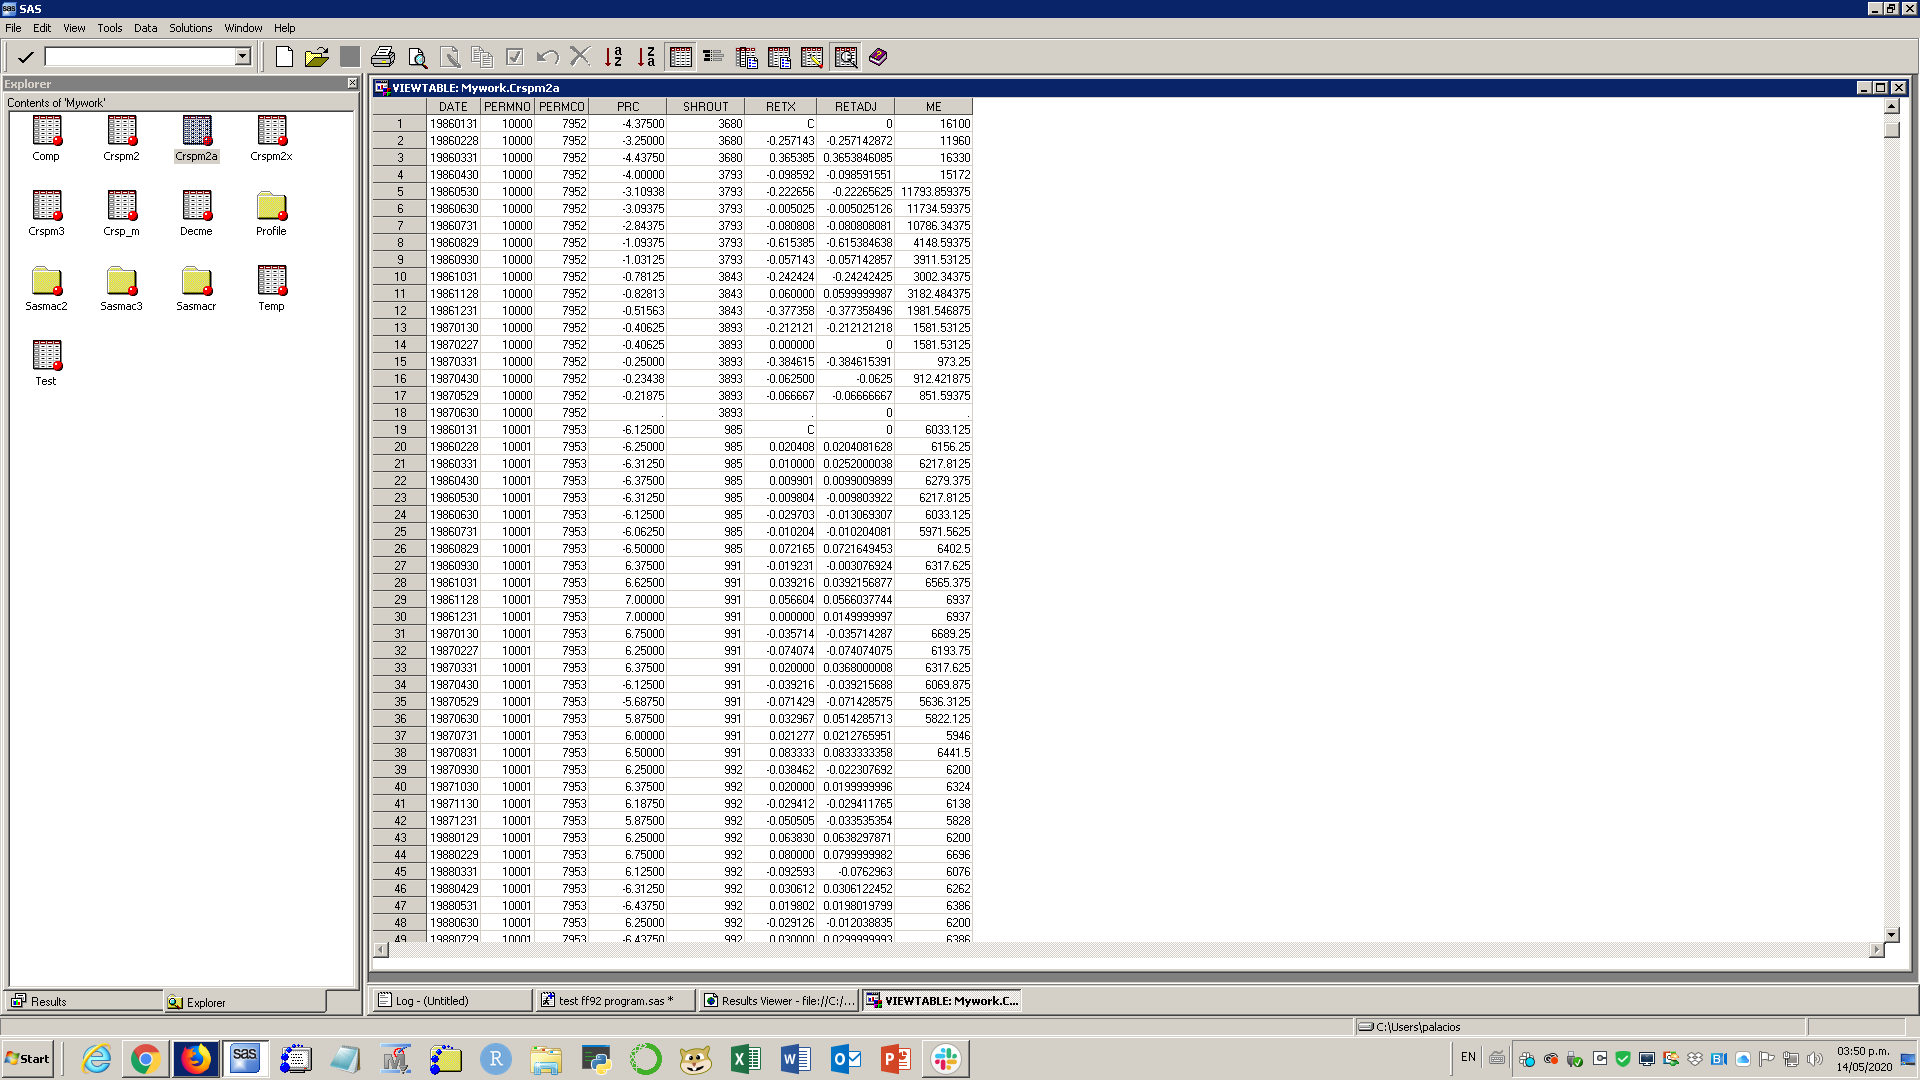 SAS
File Edit View Tools Data Solutions Window Help
Explorer
Contents of 'Mywork'
Comp Crspm2 Crspm2a Crspm2x
Crspm3 Crsp_m Decme Profile
Sasmac2 Sasmac3 Sasmacr Temp
Test
VIEWTABLE: Mywork.Crspm2a
DATE PERMNO PERMCO PRC SHROUT RETX RETADJ ME
1 19860131 10000 7952 -4.37500 3680 C 0 16100
2 19860228 10000 7952 -3.25000 3680 -0.257143 -0.257142872 11960
3 19860331 10000 7952 -4.43750 3680 0.365385 0.3653846085 16330
4 19860430 10000 7952 -4.00000 3793 -0.098592 -0.098591551 15172
5 19860530 10000 7952 -3.10938 3793 -0.222656 -0.22265625 11793.859375
6 19860630 10000 7952 -3.09375 3793 -0.005025 -0.005025126 11734.59375
7 19860731 10000 7952 -2.84375 3793 -0.080808 -0.080808081 10786.34375
8 19860829 10000 7952 -1.09375 3793 -0.615385 -0.615384638 4148.59375
9 19860930 10000 7952 -1.03125 3793 -0.057143 -0.057142857 3911.53125
10 19861031 10000 7952 -0.78125 3843 -0.242424 -0.24242425 3002.34375
11 19861128 10000 7952 -0.82813 3843 0.060000 0.0599999987 3182.484375
12 19861231 10000 7952 -0.51563 3843 -0.377358 -0.377358496 1981.546875
13 19870130 10000 7952 -0.40625 3893 -0.212121 -0.212121218 1581.53125
14 19870227 10000 7952 -0.40625 3893 0.000000 0 1581.53125
15 19870331 10000 7952 -0.25000 3893 -0.384615 -0.384615391 973.25
16 19870430 10000 7952 -0.23438 3893 -0.062500 -0.0625 912.421875
17 19870529 10000 7952 -0.21875 3893 -0.066667 -0.06666667 851.59375
18 19870630 10000 7952 . 3893 . 0 .
19 19860131 10001 7953 -6.12500 985 C 0 6033.125
20 19860228 10001 7953 -6.25000 985 0.020408 0.0204081628 6156.25
21 19860331 10001 7953 -6.31250 985 0.010000 0.0252000038 6217.8125
22 19860430 10001 7953 -6.37500 985 0.009901 0.0099009899 6279.375
23 19860530 10001 7953 -6.31250 985 -0.009804 -0.009803922 6217.8125
24 19860630 10001 7953 -6.12500 985 -0.029703 -0.013069307 6033.125
25 19860731 10001 7953 -6.06250 985 -0.010204 -0.010204081 5971.5625
26 19860829 10001 7953 -6.50000 985 0.072165 0.0721649453 6402.5
27 19860930 10001 7953 6.37500 991 -0.019231 -0.003076924 6317.625
28 19861031 10001 7953 6.62500 991 0.039216 0.0392156877 6565.375
29 19861128 10001 7953 7.00000 991 0.056604 0.0566037744 6937
30 19861231 10001 7953 7.00000 991 0.000000 0.0149999997 6937
31 19870130 10001 7953 6.75000 991 -0.035714 -0.035714287 6689.25
32 19870227 10001 7953 6.25000 991 -0.074074 -0.074074075 6193.75
33 19870331 10001 7953 6.37500 991 0.020000 0.0368000008 6317.625
34 19870430 10001 7953 -6.12500 991 -0.039216 -0.039215688 6069.875
35 19870529 10001 7953 -5.68750 991 -0.071429 -0.071428575 5636.3125
36 19870630 10001 7953 5.87500 991 0.032967 0.0514285713 5822.125
37 19870731 10001 7953 6.00000 991 0.021277 0.0212765951 5946
38 19870831 10001 7953 6.50000 991 0.083333 0.0833333358 6441.5
39 19870930 10001 7953 6.25000 992 -0.038462 -0.022307692 6200
40 19871030 10001 7953 6.37500 992 0.020000 0.0199999996 6324
41 19871130 10001 7953 6.18750 992 -0.029412 -0.029411765 6138
42 19871231 10001 7953 5.87500 992 -0.050505 -0.033535354 5828
43 19880129 10001 7953 6.25000 992 0.063830 0.0638297871 6200
44 19880229 10001 7953 6.75000 992 0.080000 0.0799999982 6696
45 19880331 10001 7953 6.12500 992 -0.092593 -0.0762963 6076
46 19880429 10001 7953 -6.31250 992 0.030612 0.0306122452 6262
47 19880531 10001 7953 -6.43750 992 0.019802 0.0198019799 6386
48 19880630 10001 7953 6.25000 992 -0.029126 -0.012038835 6200
49 19880729 10001 7953 -6.43750 992 0.030000 0.0299999993 6386
Results Explorer Log - (Untitled) test ff92 program.sas * Results Viewer - file://C:/... VIEWTABLE: Mywork.C...
C:\Users\palacios
Start EN 03:50 p.m.
14/05/2020